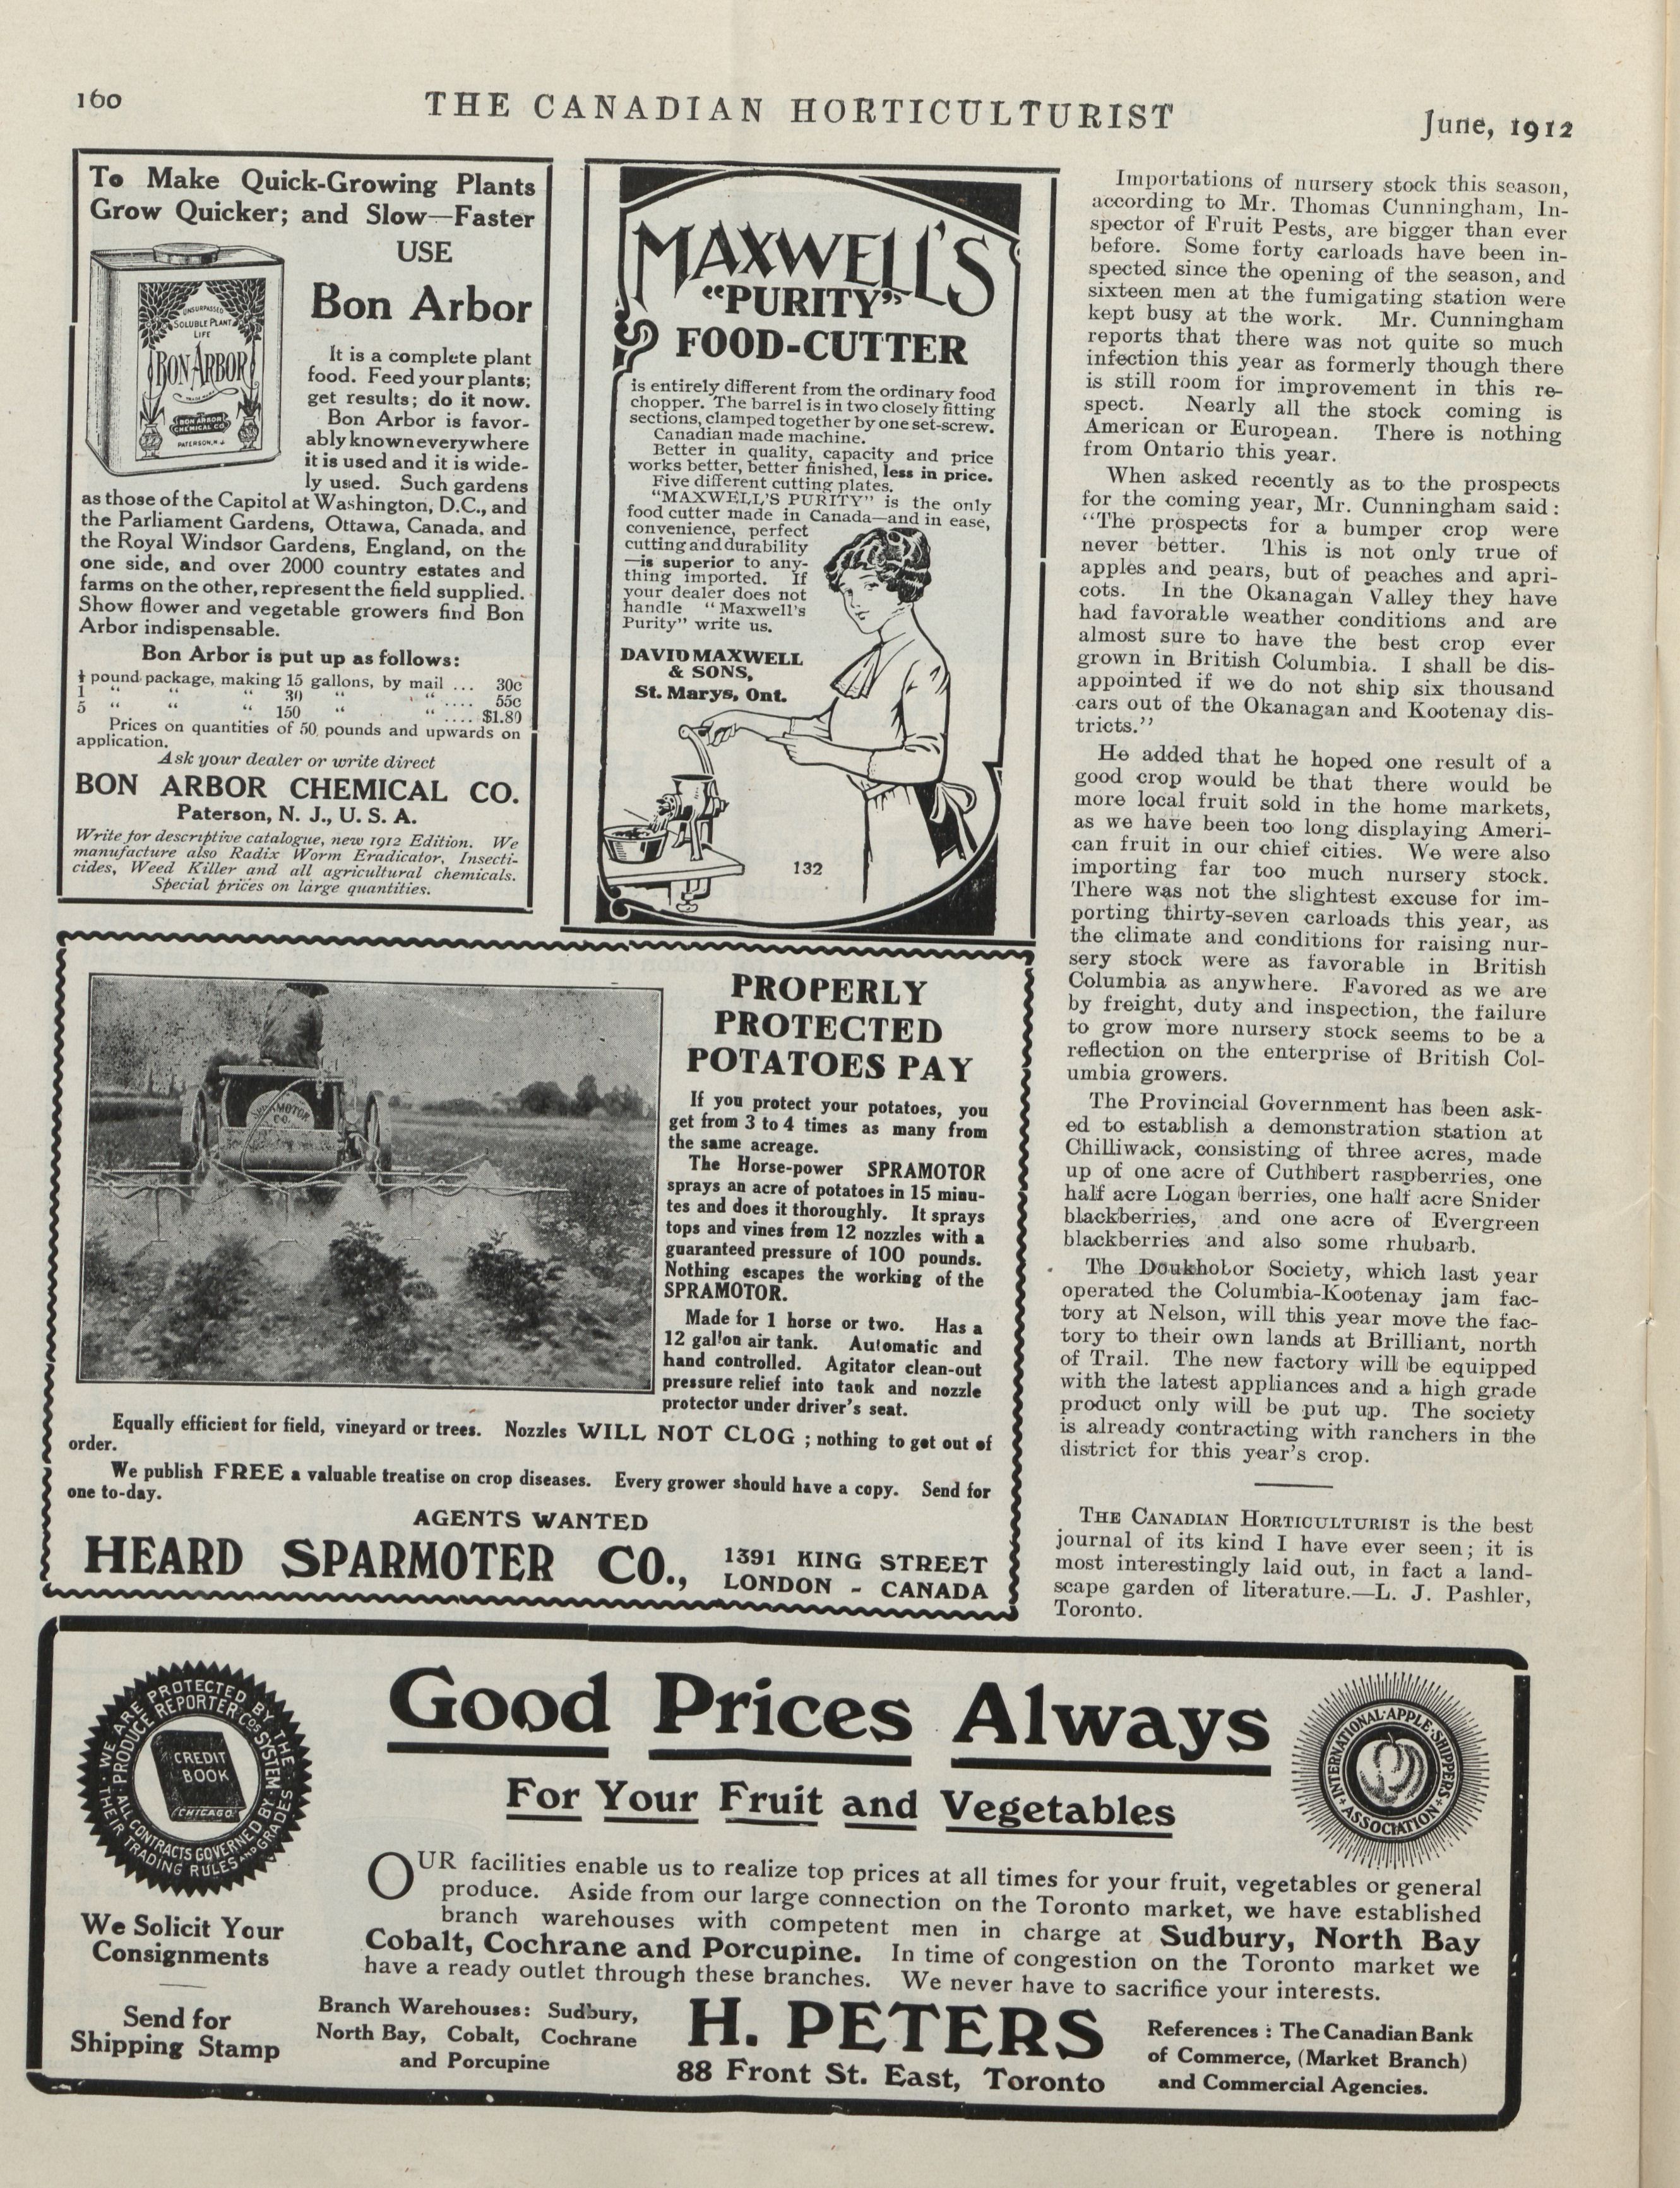 160
THE CANADIAN HORTICULTURIST
June, 1912
To Make Quick-Growing Plants
Grow Quicker; and Slow—Faster
USE
Bon Arbor
UNSURPASSED
SOLUBLE PLANT
LIFE
BON ARBOR
TRADE MARK
BON ARBOR
CHEMICAL CO.
PATERSON, N.J.
It is a complete plant
food. Feed your plants;
get results; do it now.
Bon Arbor is favor-
ably known everywhere
it is used and it is wide-
ly used. Such gardens
as those of the Capitol at Washington, D.C., and
the Parliament Gardens, Ottawa, Canada, and
the Royal Windsor Gardens, England, on the
one side, and over 2000 country estates and
farms on the other, represent the field supplied.
Show flower and vegetable growers find Bon
Arbor indispensable.
Bon Arbor is put up as follows:
½ pound package, making 15 gallons, by mail ... 30c
1 " " " 30 " " .... 55c
5 " " " 150 " " .... $1.80
Prices on quantities of 50 pounds and upwards on
application.
Ask your dealer or write direct
BON ARBOR CHEMICAL CO.
Paterson, N. J., U. S. A.
Write for descriptive catalogue, new 1912 Edition. We
manufacture also Radix Worm Eradicator, Insecti-
cides, Weed Killer and all agricultural chemicals.
Special prices on large quantities.
MAXWELL'S
"PURITY"
FOOD-CUTTER
is entirely different from the ordinary food
chopper. The barrel is in two closely fitting
sections, clamped together by one set-screw.
Canadian made machine.
Better in quality, capacity and price
works better, better finished, less in price.
Five different cutting plates.
"MAXWELL'S PURITY" is the only
food cutter made in Canada—and in ease,
convenience, perfect
cutting and durability
—is superior to any-
thing imported. If
your dealer does not
handle "Maxwell's
Purity" write us.
DAVID MAXWELL
& SONS,
St. Marys, Ont.
132
SPRAMOTOR
CO.
PROPERLY
PROTECTED
POTATOES PAY
If you protect your potatoes, you
get from 3 to 4 times as many from
the same acreage.
The Horse-power SPRAMOTOR
sprays an acre of potatoes in 15 minu-
tes and does it thoroughly. It sprays
tops and vines from 12 nozzles with a
guaranteed pressure of 100 pounds.
Nothing escapes the working of the
SPRAMOTOR.
Made for 1 horse or two. Has a
12 gallon air tank. Automatic and
hand controlled. Agitator clean-out
pressure relief into tank and nozzle
protector under driver's seat.
Equally efficient for field, vineyard or trees. Nozzles WILL NOT CLOG ; nothing to get out of
order.
We publish FREE a valuable treatise on crop diseases. Every grower should have a copy. Send for
one to-day.
AGENTS WANTED
HEARD SPARMOTER CO.,
1391 KING STREET
LONDON - CANADA
Importations of nursery stock this season,
according to Mr. Thomas Cunningham, In-
spector of Fruit Pests, are bigger than ever
before. Some forty carloads have been in-
spected since the opening of the season, and
sixteen men at the fumigating station were
kept busy at the work. Mr. Cunningham
reports that there was not quite so much
infection this year as formerly though there
is still room for improvement in this re-
spect. Nearly all the stock coming is
American or European. There is nothing
from Ontario this year.
When asked recently as to the prospects
for the coming year, Mr. Cunningham said:
"The prospects for a bumper crop were
never better. This is not only true of
apples and pears, but of peaches and apri-
cots. In the Okanagan Valley they have
had favorable weather conditions and are
almost sure to have the best crop ever
grown in British Columbia. I shall be dis-
appointed if we do not ship six thousand
cars out of the Okanagan and Kootenay dis-
tricts."
He added that he hoped one result of a
good crop would be that there would be
more local fruit sold in the home markets,
as we have been too long displaying Ameri-
can fruit in our chief cities. We were also
importing far too much nursery stock.
There was not the slightest excuse for im-
porting thirty-seven carloads this year, as
the climate and conditions for raising nur-
sery stock were as favorable in British
Columbia as anywhere. Favored as we are
by freight, duty and inspection, the failure
to grow more nursery stock seems to be a
reflection on the enterprise of British Col-
umbia growers.
The Provincial Government has been ask-
ed to establish a demonstration station at
Chilliwack, consisting of three acres, made
up of one acre of Cuthbert raspberries, one
half acre Logan berries, one half acre Snider
blackberries, and one acre of Evergreen
blackberries and also some rhubarb.
The Doukhobor Society, which last year
operated the Columbia-Kootenay jam fac-
tory at Nelson, will this year move the fac-
tory to their own lands at Brilliant, north
of Trail. The new factory will be equipped
with the latest appliances and a high grade
product only will be put up. The society
is already contracting with ranchers in the
district for this year's crop.
THE CANADIAN HORTICULTURIST is the best
journal of its kind I have ever seen; it is
most interestingly laid out, in fact a land-
scape garden of literature.—L. J. Pashler,
Toronto.
WE ARE PROTECTED BY THE
PRODUCE REPORTER Cos SYSTEM
ALL CONTRACTS GOVERNED BY
THEIR TRADING RULES AND GRADES
CREDIT
BOOK
CHICAGO
Good Prices Always
For Your Fruit and Vegetables
INTERNATIONAL APPLE SHIPPERS
ASSOCIATION
OUR facilities enable us to realize top prices at all times for your fruit, vegetables or general
produce. Aside from our large connection on the Toronto market, we have established
branch warehouses with competent men in charge at Sudbury, North Bay
Cobalt, Cochrane and Porcupine. In time of congestion on the Toronto market we
have a ready outlet through these branches. We never have to sacrifice your interests.
We Solicit Your
Consignments
Send for
Shipping Stamp
Branch Warehouses: Sudbury,
North Bay, Cobalt, Cochrane
and Porcupine
H. PETERS
88 Front St. East, Toronto
References : The Canadian Bank
of Commerce, (Market Branch)
and Commercial Agencies.